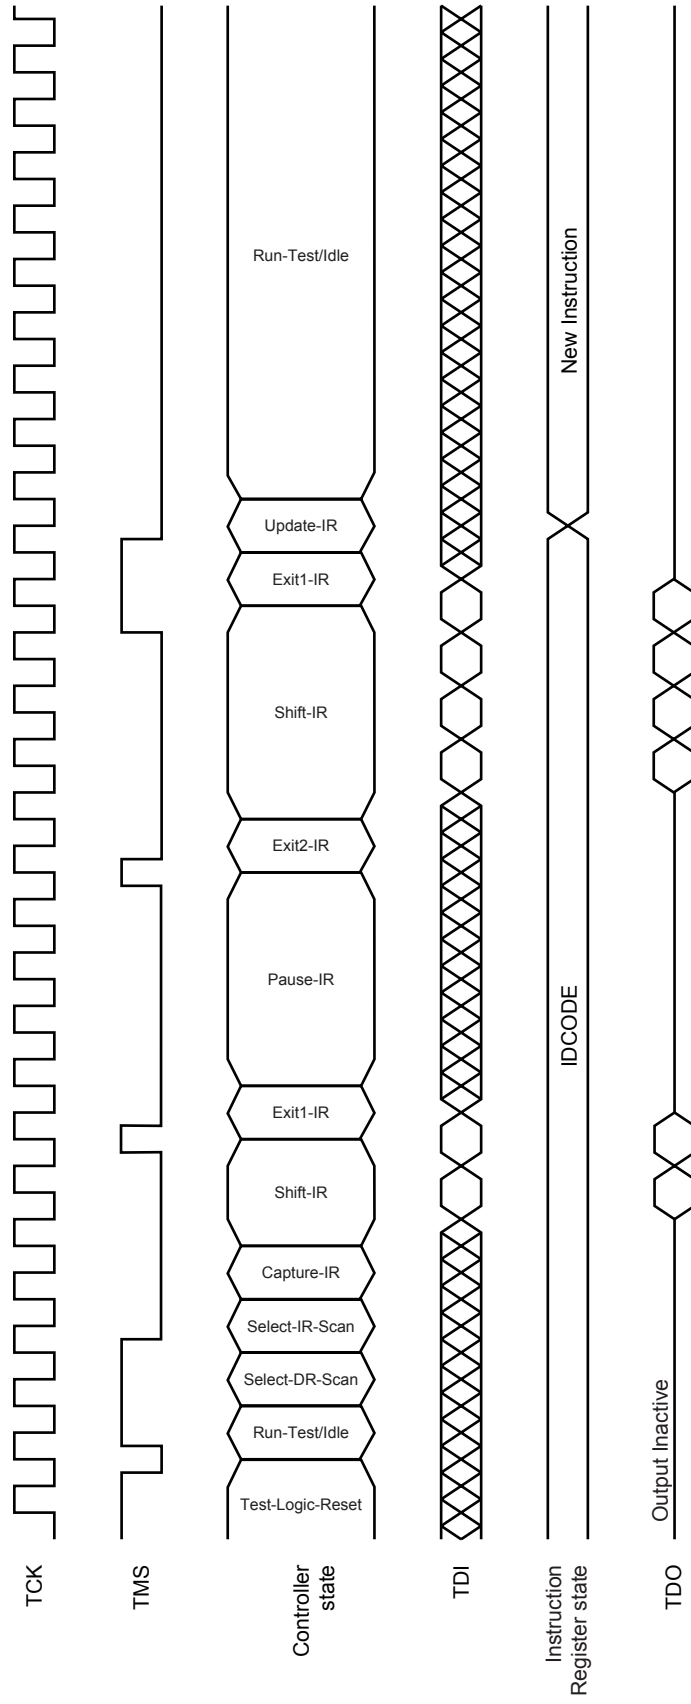 Run-Test/Idle
New Instruction
Update-IR
Exit1-IR
Shift-IR
Exit2-IR
Pause-IR
IDCODE
Exit1-IR
Shift-IR
Capture-IR
Select-IR-Scan
Select-DR-Scan
Run-Test/Idle
Test-Logic-Reset
Output Inactive
TCK
TMS
Controller
state
TDI
Instruction
Register state
TDO